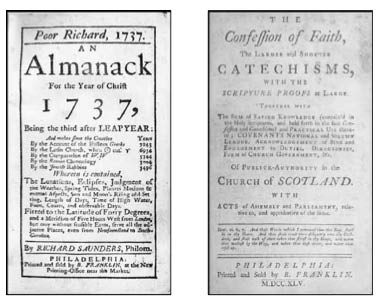 Poor Richard, 1737.
AN
Almanack
For the Year of Christ
1737,
Being the third after LEAPYEAR:
And makes since the Creation Years
By the Account of the Eastern Greeks 7245
By the Latin Church, when ☉ ent. ♈ 6936
By the Computation of W.W 5746
By the Roman Chronology
By the Jewish Rabbies
Wherein is contained,
The Lunations, Eclipses, Judgment of
the Weather, Spring Tides, Planets Motions &
mutual Aspects, Sun and Moon's Rising and Set-
ting, Length of Days, Time of High Water,
Fairs, Courts, and observable Days.
Fitted to the Latitude of Forty Degrees,
and a Meridian of Five Hours West from London,
but may without sensible Error, serve all the ad-
jacent Places, even from Newfoundland to South-
Carolina.
By RICHARD SAUNDERS, Philom.
PHILADELPHIA:
Printed and sold by B. FRANKLIN, at the New
Printing-Office near the Market.
THE
Confession of Faith,
THE LARGER AND SHORTER
CATECHISMS,
WITH THE
SCRIPTURE PROOFS AT LARGE.
TOGETHER WITH
THE SUM OF SAVING KNOWLEDGE (contained in
the Holy Scriptures, and held forth in the said Con-
fession and Catechisms) and PRACTICAL USE there-
of; COVENANTS NATIONAL and SOLEMN
LEAGUE, ACKNOWLEDGMENT OF SINS and
ENGAGEMENT TO DUTIES, DIRECTORIES,
FORM OF CHURCH GOVERNMENT, &c.
OF PUBLICK AUTHORITY IN THE
CHURCH OF SCOTLAND.
WITH
ACTS OF ASSEMBLY AND PARLIAMENT, rela-
tive to, and approbative of the same.
PHILADELPHIA:
Printed and Sold by B. FRANKLIN.
M,DCC,XLV.